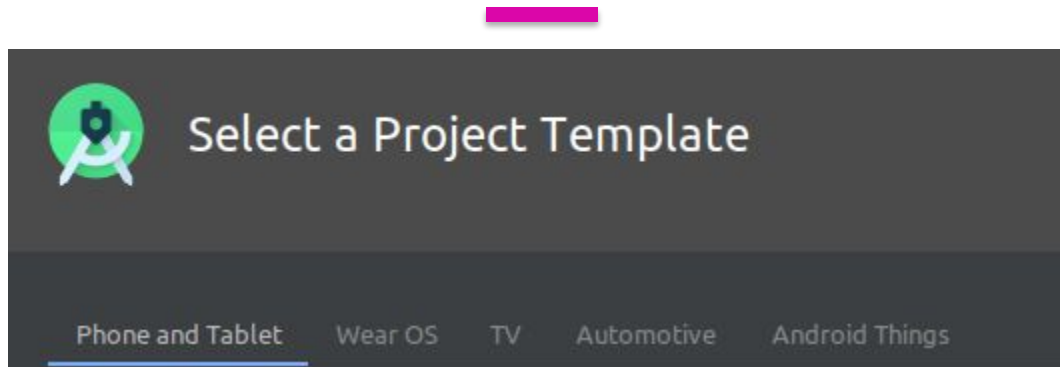 Select a Project Template
Phone and Tablet Wear OS TV Automotive Android Things